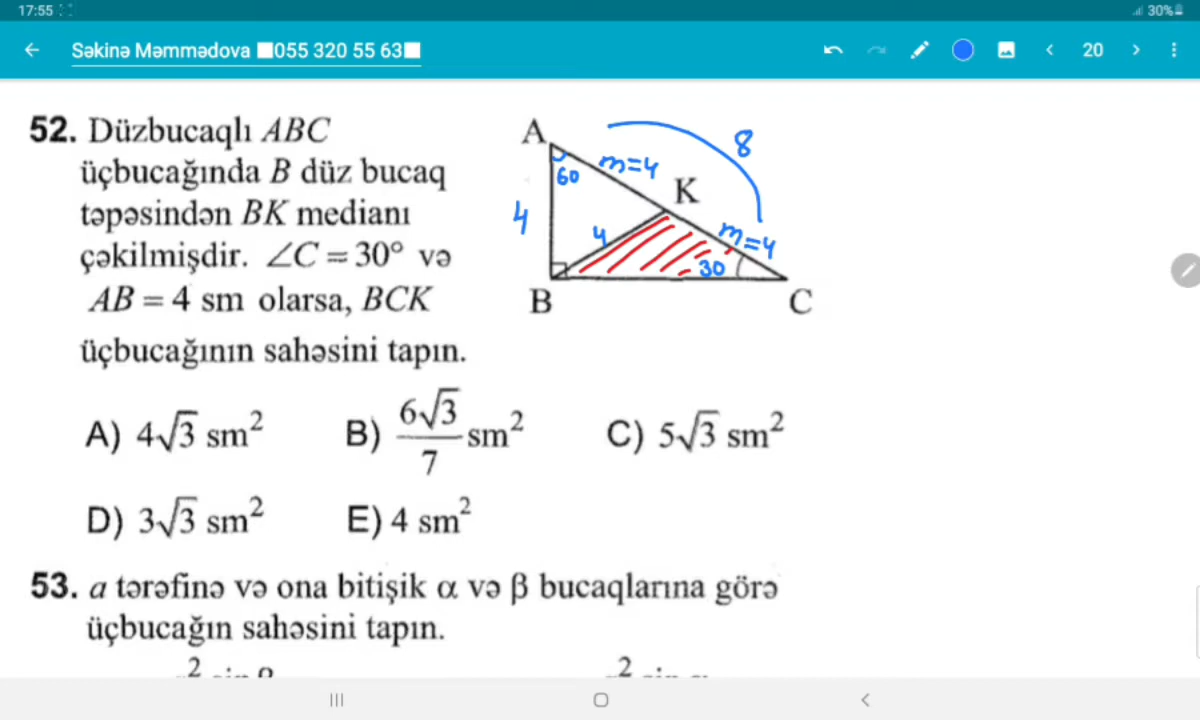 17:55
30%
Səkinə Məmmədova 055 320 55 63
20
52. Düzbucaqlı ABC
üçbucağında B düz bucaq
təpəsindən BK medianı
çəkilmişdir. ∠C = 30° və
AB = 4 sm olarsa, BCK
üçbucağının sahəsini tapın.
A
60
m=4
8
K
4
4
m=4
30
B
C
A) 4√3 sm² B) 6√3/7 sm² C) 5√3 sm²
D) 3√3 sm² E) 4 sm²
53. a tərəfinə və ona bitişik α və β bucaqlarına görə
üçbucağın sahəsini tapın.